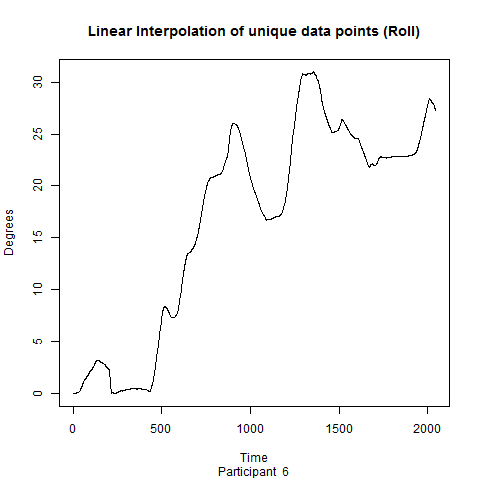 Linear Interpolation of unique data points (Roll)
Degrees
30
25
20
15
10
5
0
0 500 1000 1500 2000
Time
Participant 6